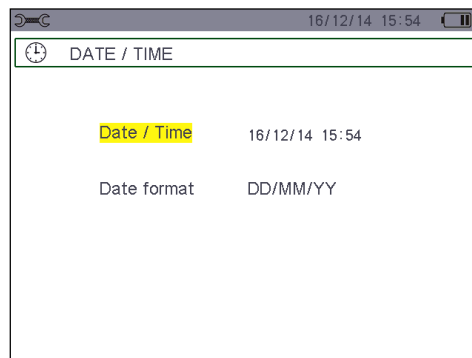 16/12/14 15:54
DATE / TIME
Date / Time 16/12/14 15:54
Date format DD/MM/YY